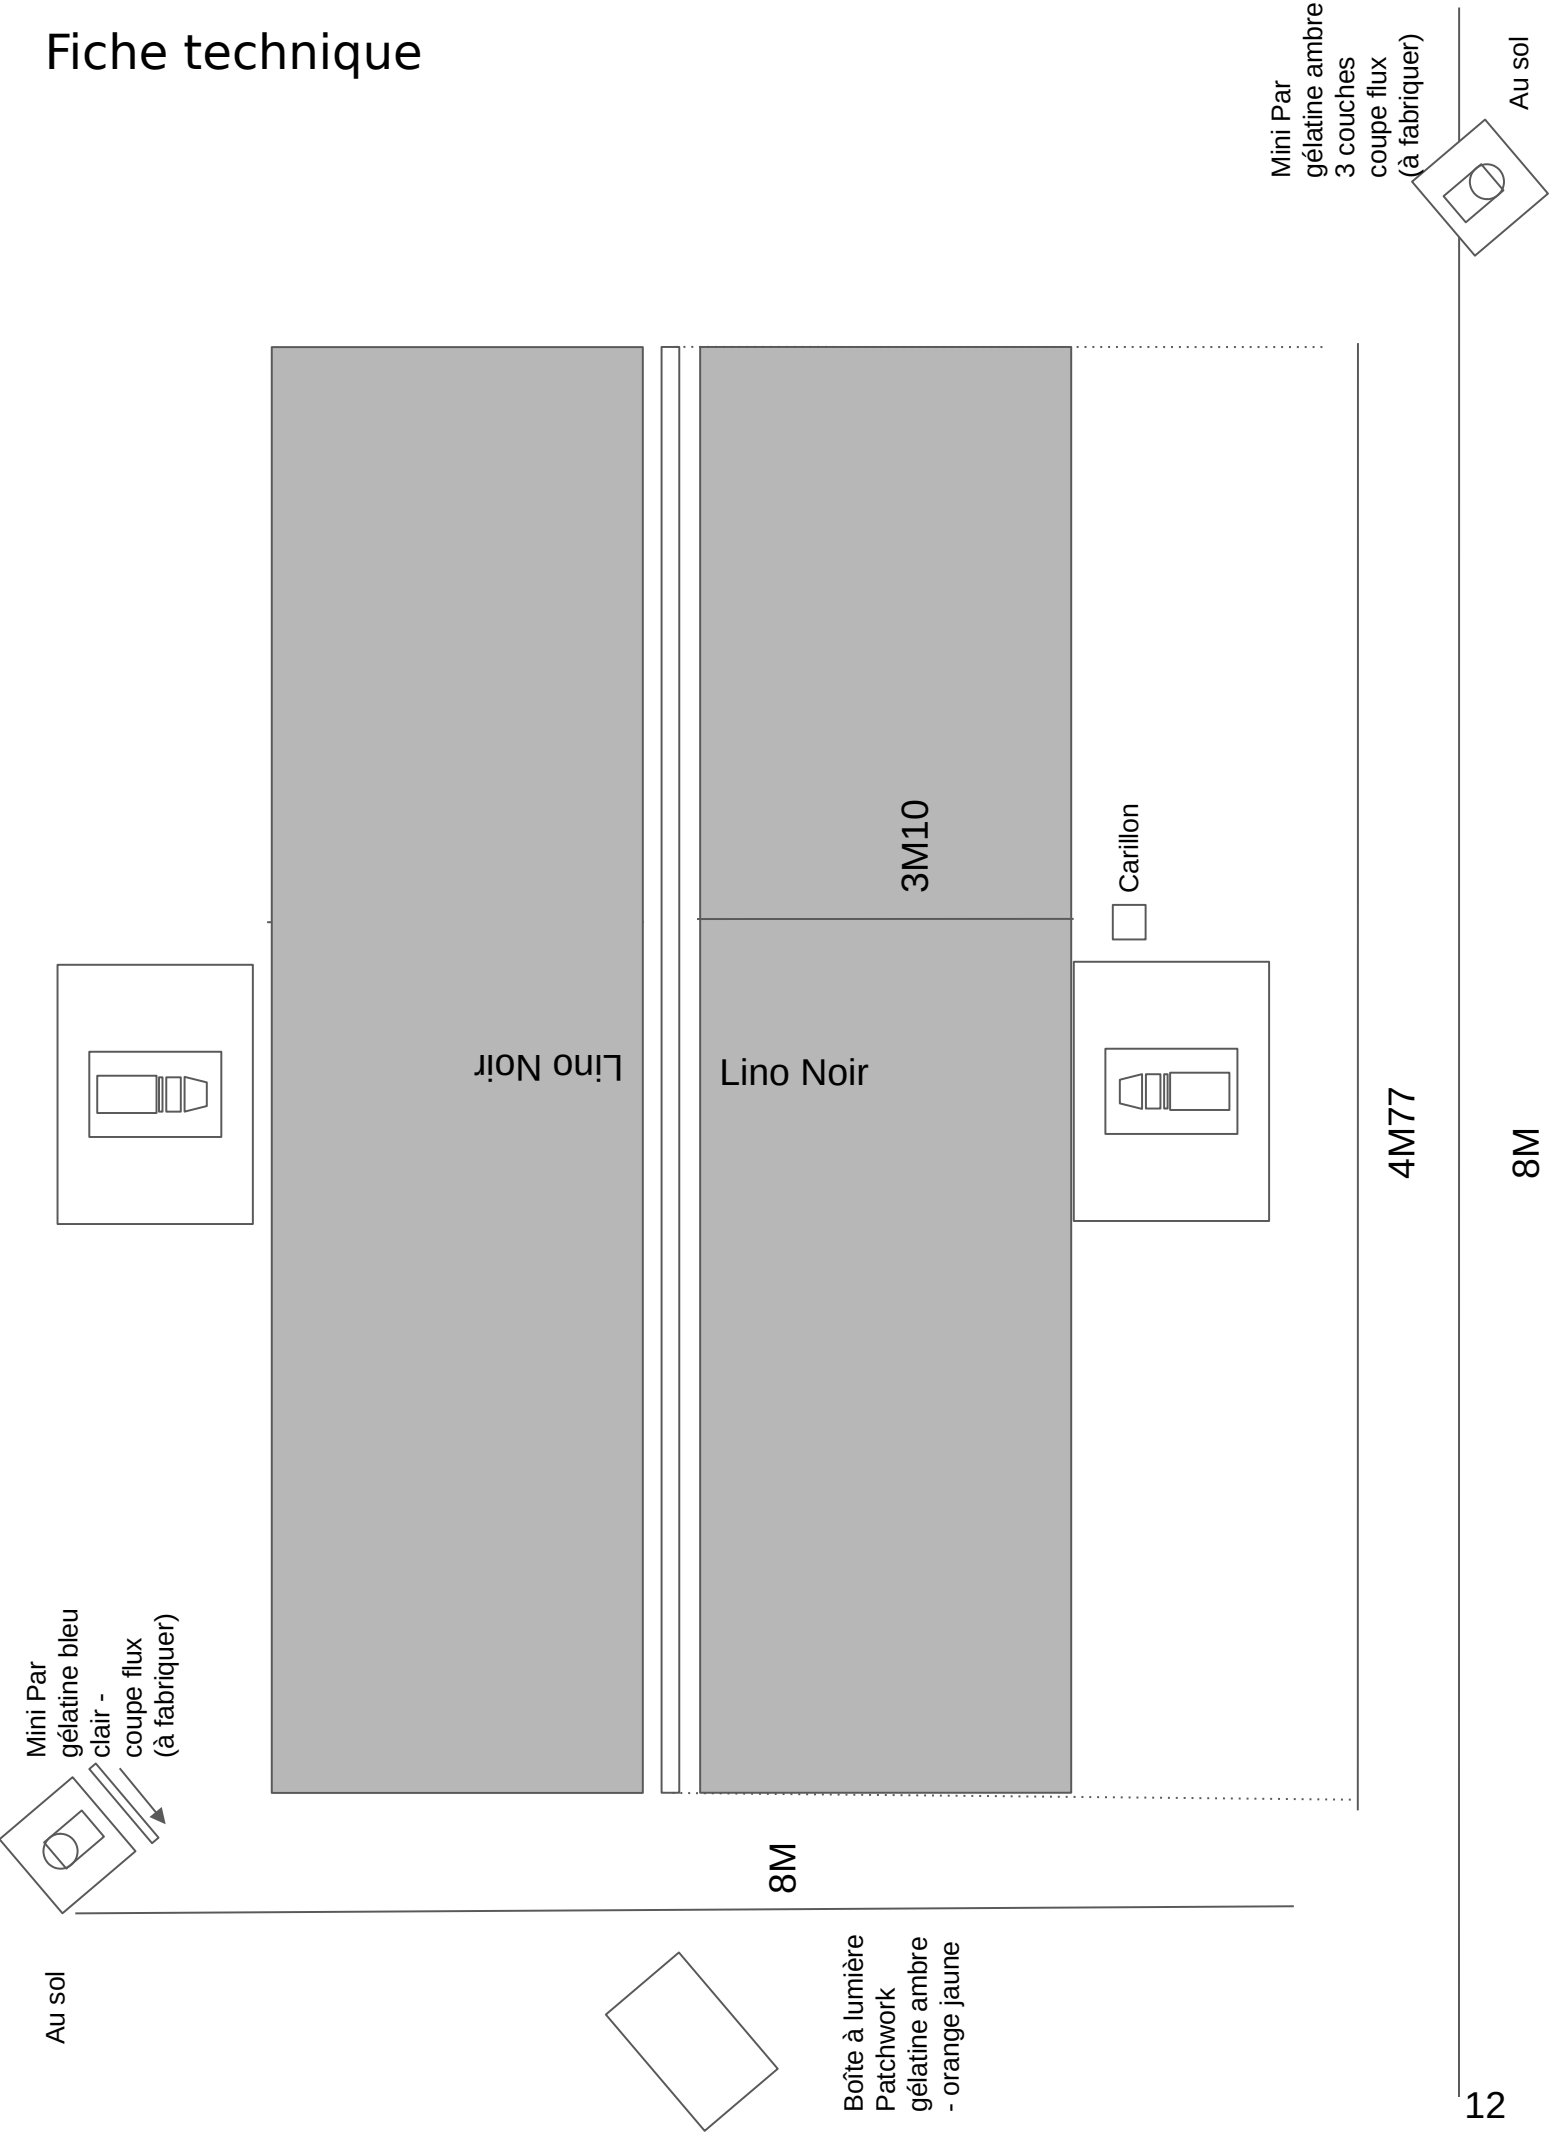 Fiche technique
Mini Par
gélatine ambre
3 couches
coupe flux
(à fabriquer)
Au sol
3M10
Carillon
Lino Noir
Lino Noir
4M77
8M
Mini Par
gélatine bleu
clair -
coupe flux
(à fabriquer)
8M
Au sol
Boîte à lumière
Patchwork
gélatine ambre
- orange jaune
12